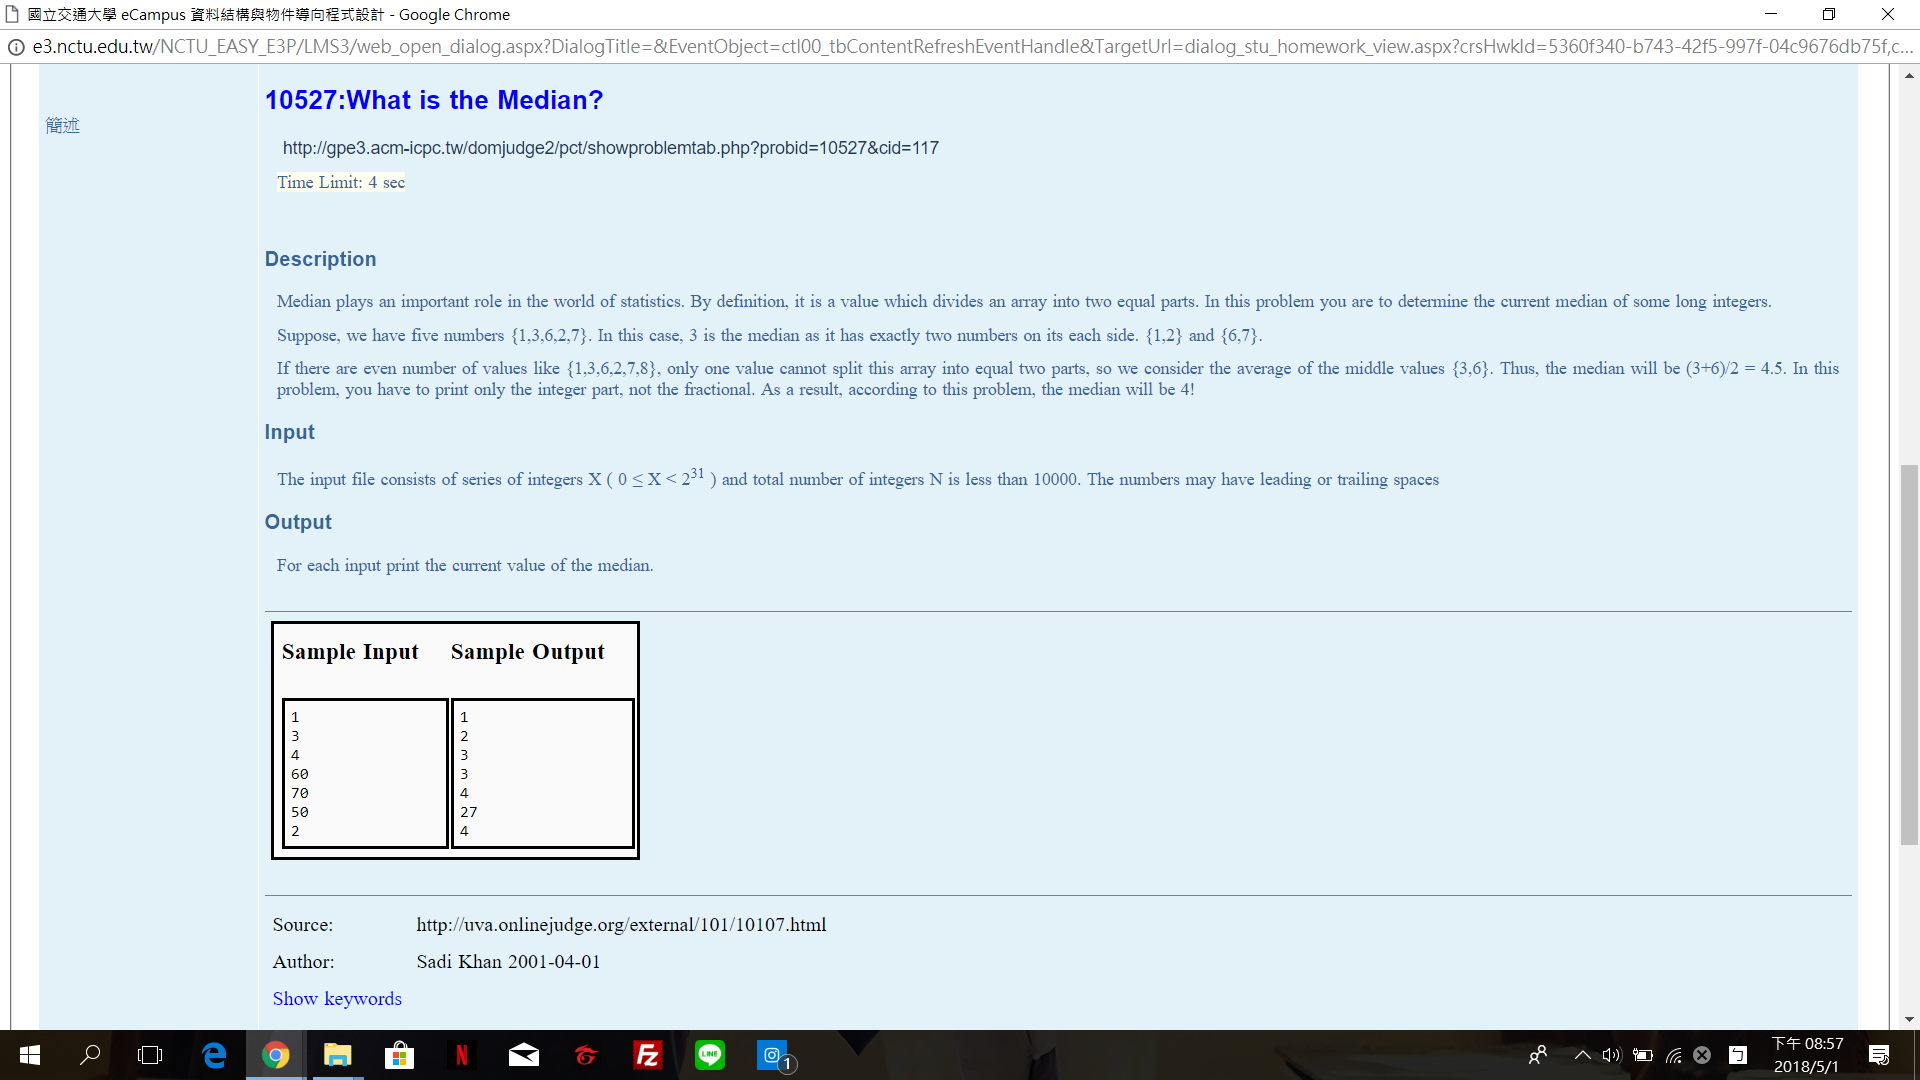 國立交通大學 eCampus 資料結構與物件導向程式設計 - Google Chrome
e3.nctu.edu.tw/NCTU_EASY_E3P/LMS3/web_open_dialog.aspx?DialogTitle=&EventObject=ctl00_tbContentRefreshEventHandle&TargetUrl=dialog_stu_homework_view.aspx?crsHwkId=5360f340-b743-42f5-997f-04c9676db75f,c...
簡述
10527:What is the Median?
http://gpe3.acm-icpc.tw/domjudge2/pct/showproblemtab.php?probid=10527&cid=117
Time Limit: 4 sec
Description
Median plays an important role in the world of statistics. By definition, it is a value which divides an array into two equal parts. In this problem you are to determine the current median of some long integers.
Suppose, we have five numbers {1,3,6,2,7}. In this case, 3 is the median as it has exactly two numbers on its each side. {1,2} and {6,7}.
If there are even number of values like {1,3,6,2,7,8}, only one value cannot split this array into equal two parts, so we consider the average of the middle values {3,6}. Thus, the median will be (3+6)/2 = 4.5. In this
problem, you have to print only the integer part, not the fractional. As a result, according to this problem, the median will be 4!
Input
The input file consists of series of integers X ( 0 ≤ X < 2^31 ) and total number of integers N is less than 10000. The numbers may have leading or trailing spaces
Output
For each input print the current value of the median.
Sample Input Sample Output
1 1
3 2
4 3
60 3
70 4
50 27
2 4
Source: http://uva.onlinejudge.org/external/101/10107.html
Author: Sadi Khan 2001-04-01
Show keywords
LINE
1
ㄅ
下午 08:57
2018/5/1